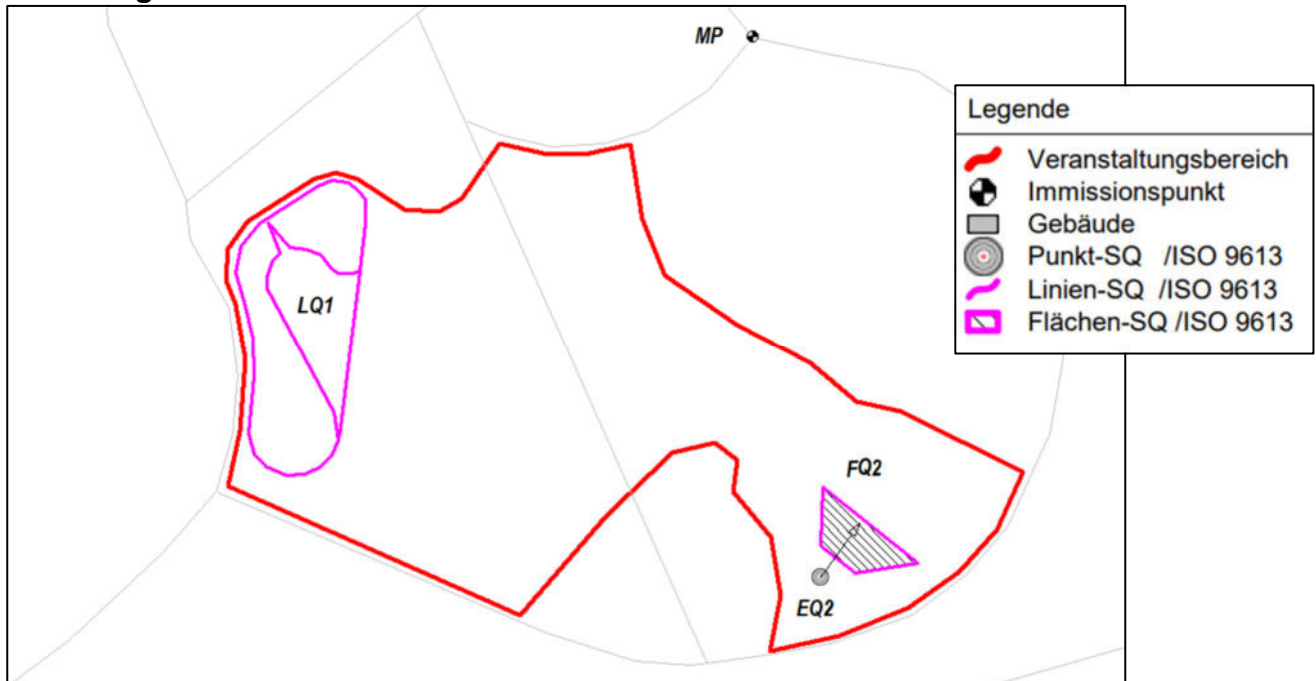 MP
LQ1
FQ2
EQ2
Legende
Veranstaltungsbereich
Immissionspunkt
Gebäude
Punkt-SQ /ISO 9613
Linien-SQ /ISO 9613
Flächen-SQ /ISO 9613